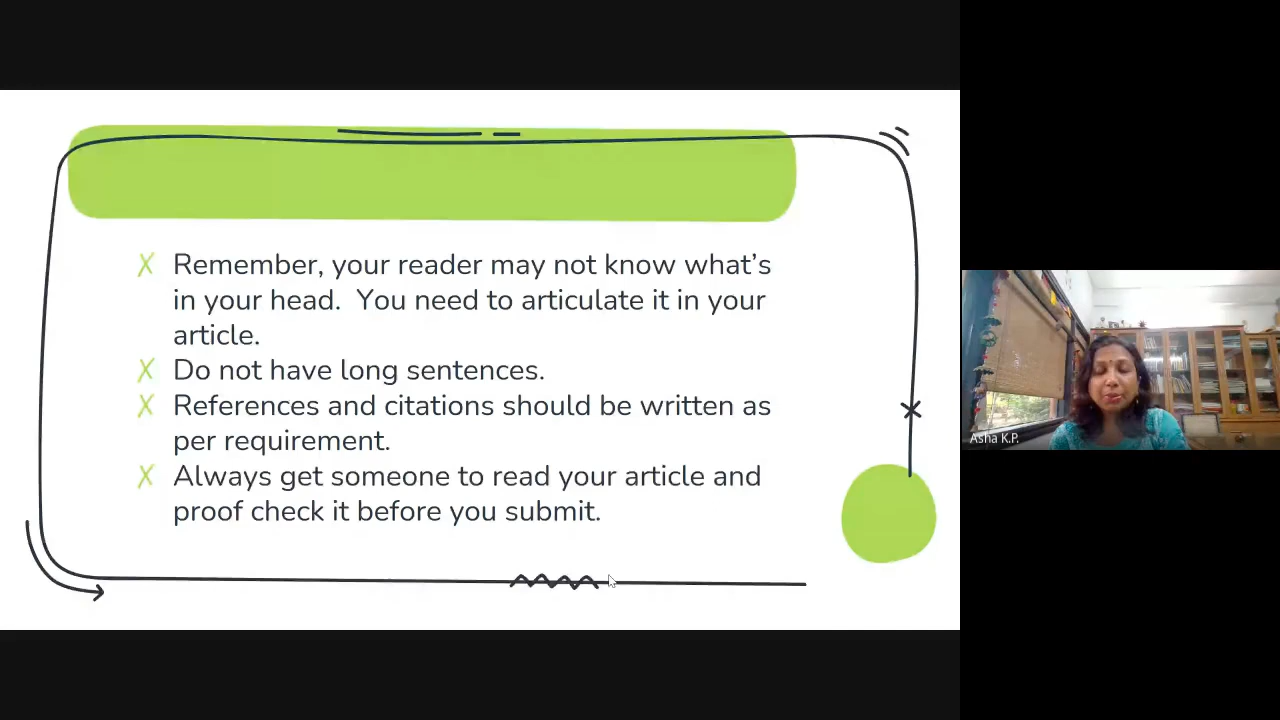 X Remember, your reader may not know what's
in your head.  You need to articulate it in your
article.
X Do not have long sentences.
X References and citations should be written as
per requirement.
X Always get someone to read your article and
proof check it before you submit.
Asha K.P.